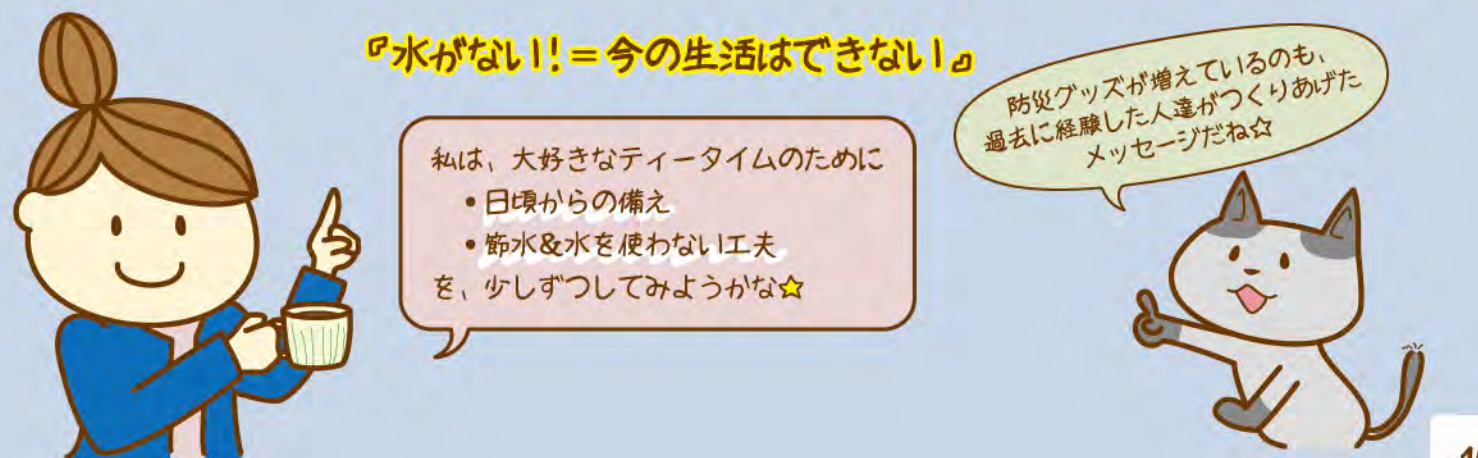 『水がない!=今の生活はできない』
私は、大好きなティータイムのために
• 日頃からの備え
• 節水&水を使わない工夫
を、少しずつしてみようかな☆
防災グッズが増えているのも、
過去に経験した人達がつくりあげた
メッセージだね☆